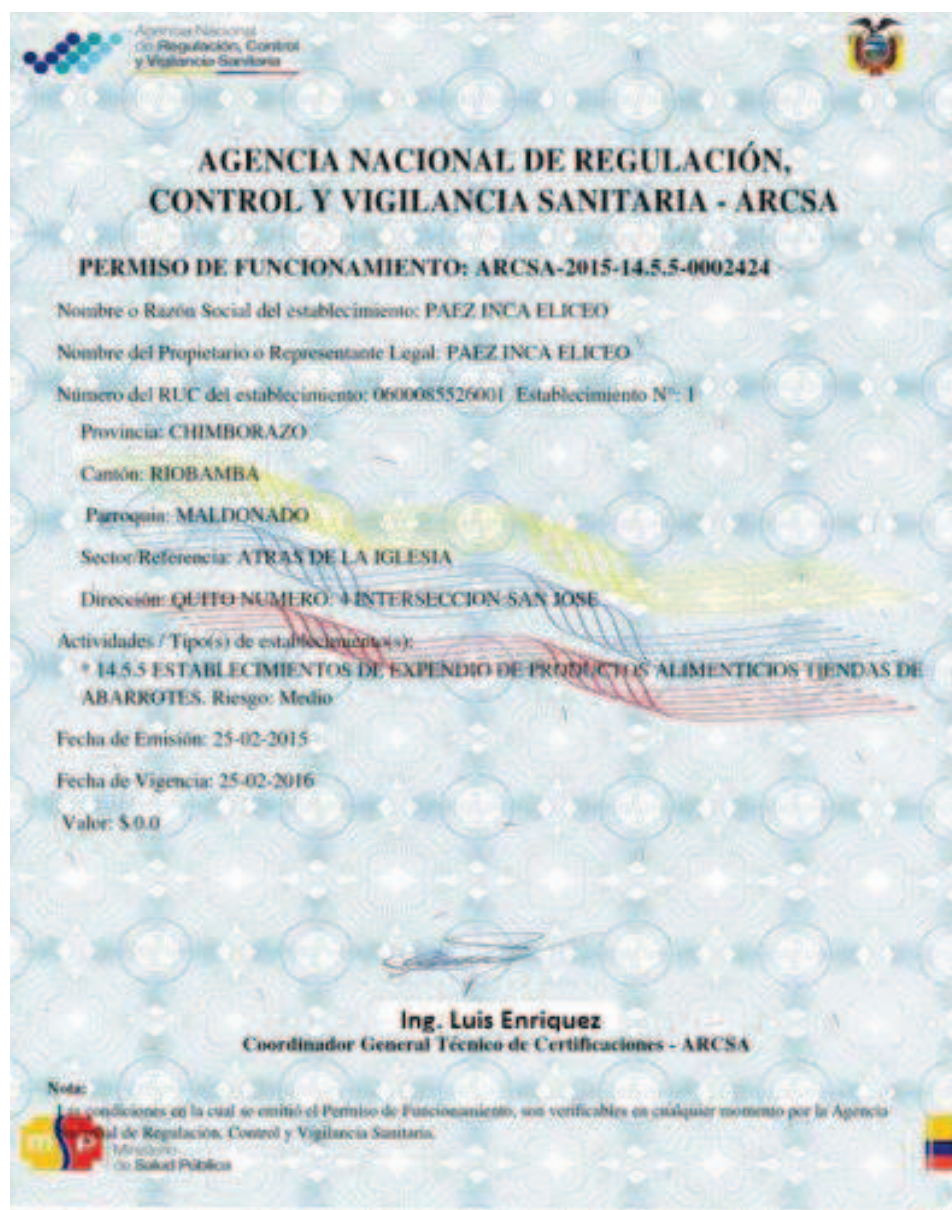 Agencia Nacional
de Regulación, Control
y Vigilancia Sanitaria
AGENCIA NACIONAL DE REGULACIÓN,
CONTROL Y VIGILANCIA SANITARIA - ARCSA
PERMISO DE FUNCIONAMIENTO: ARCSA-2015-14.5.5-0002424
Nombre o Razón Social del establecimiento: PAEZ INCA ELICEO
Nombre del Propietario o Representante Legal: PAEZ INCA ELICEO
Número del RUC del establecimiento: 0600085526001 Establecimiento N°: 1
Provincia: CHIMBORAZO
Cantón: RIOBAMBA
Parroquia: MALDONADO
Sector/Referencia: ATRAS DE LA IGLESIA
Dirección: QUITO NUMERO: 4 INTERSECCION SAN JOSE
Actividades / Tipo(s) de establecimiento(s):
* 14.5.5 ESTABLECIMIENTOS DE EXPENDIO DE PRODUCTOS ALIMENTICIOS TIENDAS DE
ABARROTES. Riesgo: Medio
Fecha de Emisión: 25-02-2015
Fecha de Vigencia: 25-02-2016
Valor: $ 0.0
Ing. Luis Enriquez
Coordinador General Técnico de Certificaciones - ARCSA
Nota:
condiciones en la cual se emitió el Permiso de Funcionamiento, son verificables en cualquier momento por la Agencia
de Regulación, Control y Vigilancia Sanitaria.
msp
Ministerio
de Salud Pública